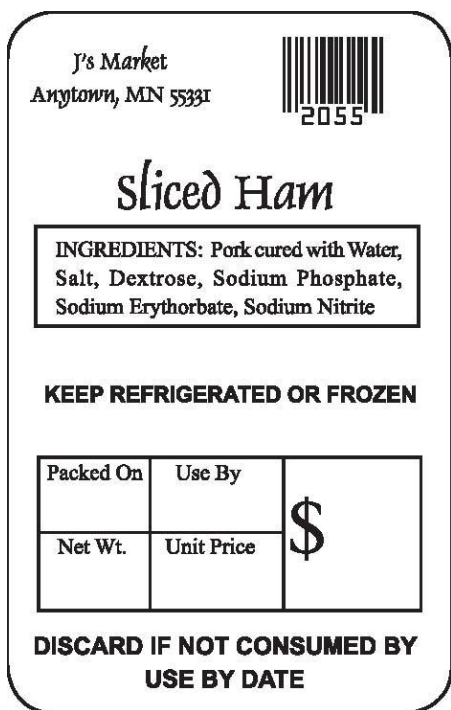 J's Market
Anytown, MN 55331
2055
Sliced Ham
INGREDIENTS: Pork cured with Water,
Salt, Dextrose, Sodium Phosphate,
Sodium Erythorbate, Sodium Nitrite
KEEP REFRIGERATED OR FROZEN
Packed On Use By
$
Net Wt. Unit Price
DISCARD IF NOT CONSUMED BY
USE BY DATE